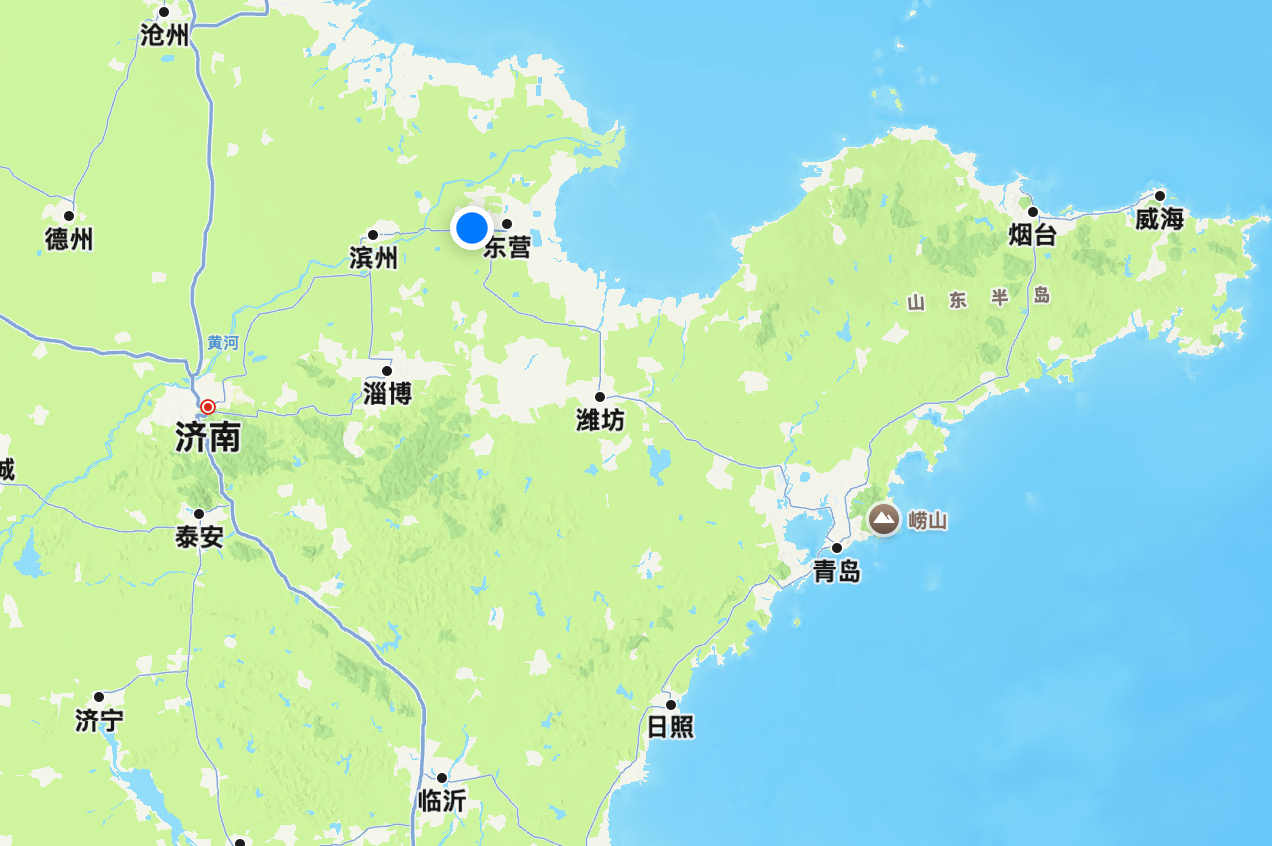 沧州
德州
滨州
东营
烟台
威海
山东半岛
黄河
淄博
潍坊
济南
城
崂山
泰安
青岛
济宁
日照
临沂